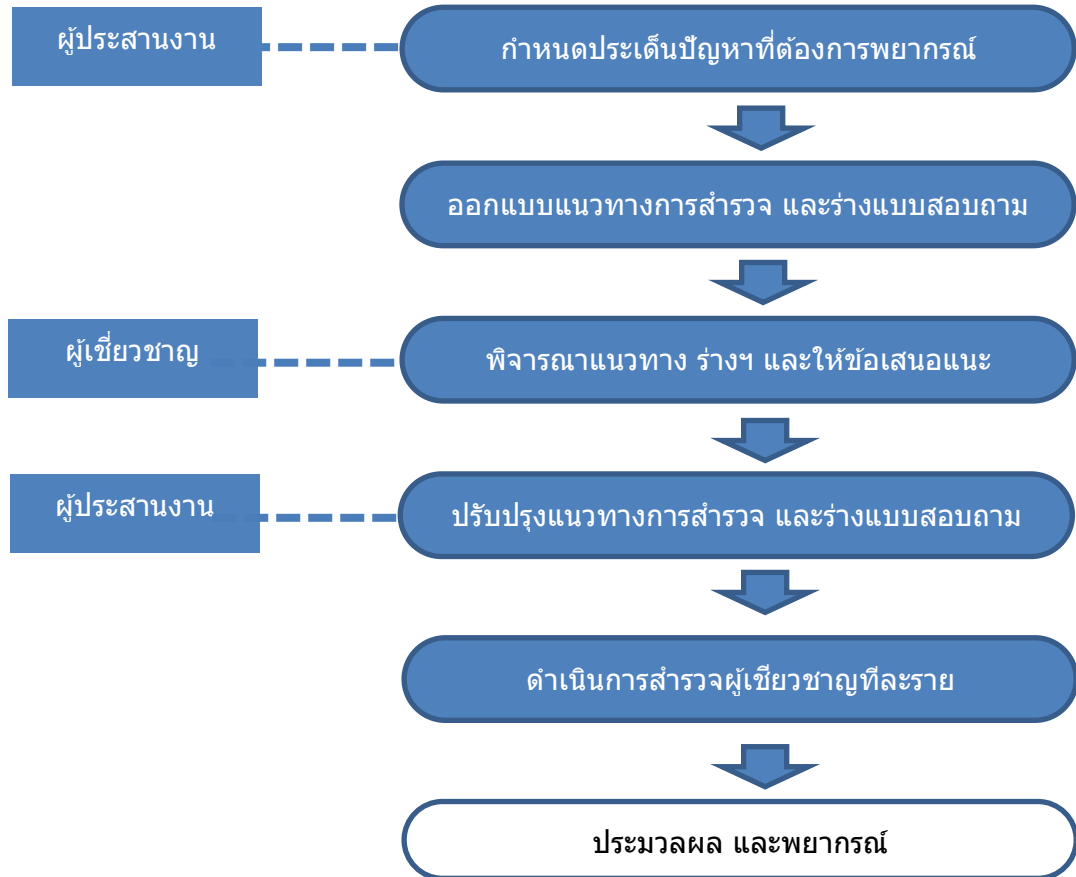 ผู้ประสานงาน
กำหนดประเด็นปัญหาที่ต้องการพยากรณ์
ออกแบบแนวทางการสำรวจ และร่างแบบสอบถาม
ผู้เชี่ยวชาญ
พิจารณาแนวทาง ร่างฯ และให้ข้อเสนอแนะ
ผู้ประสานงาน
ปรับปรุงแนวทางการสำรวจ และร่างแบบสอบถาม
ดำเนินการสำรวจผู้เชียวชาญทีละราย
ประมวลผล และพยากรณ์